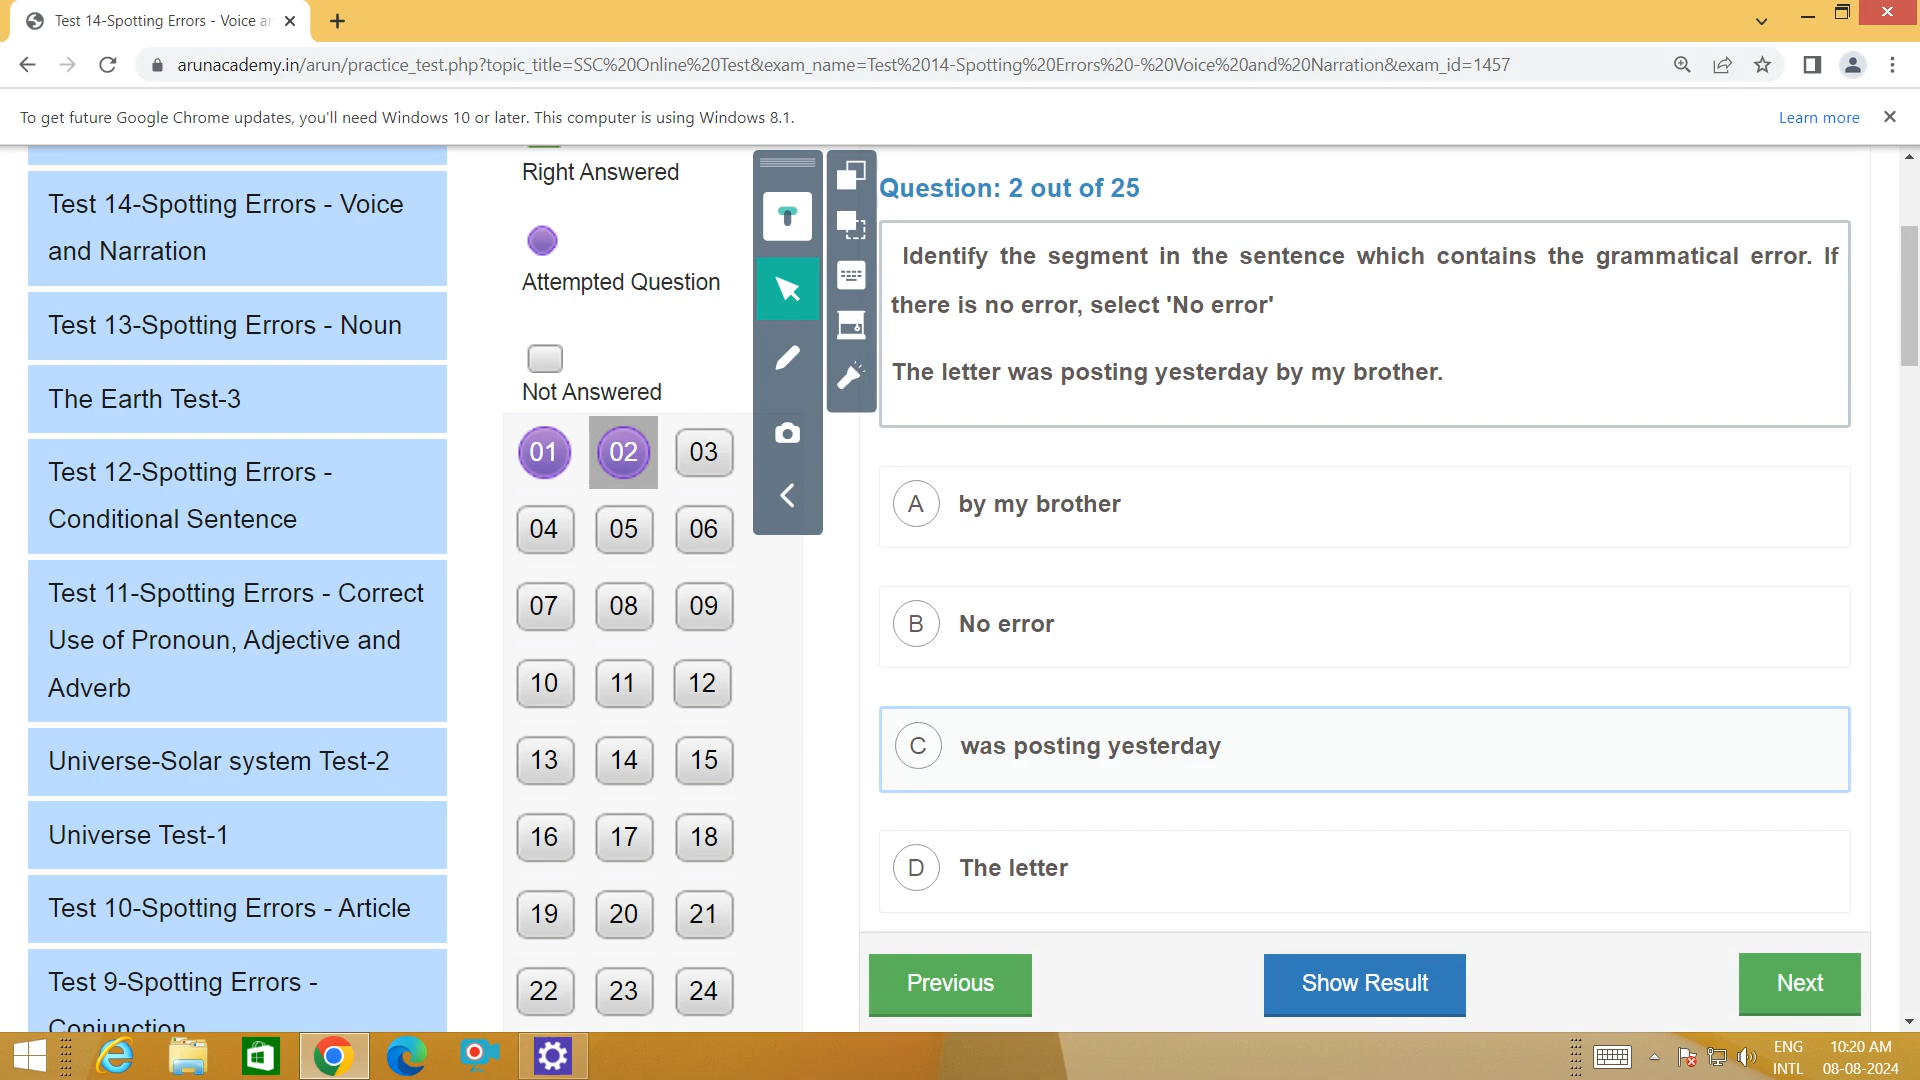 Test 14-Spotting Errors - Voice an
arunacademy.in/arun/practice_test.php?topic_title=SSC%20Online%20Test&exam_name=Test%2014-Spotting%20Errors%20-%20Voice%20and%20Narration&exam_id=1457
To get future Google Chrome updates, you'll need Windows 10 or later. This computer is using Windows 8.1.
Learn more
Test 14-Spotting Errors - Voice
and Narration
Test 13-Spotting Errors - Noun
The Earth Test-3
Test 12-Spotting Errors -
Conditional Sentence
Test 11-Spotting Errors - Correct
Use of Pronoun, Adjective and
Adverb
Universe-Solar system Test-2
Universe Test-1
Test 10-Spotting Errors - Article
Test 9-Spotting Errors -
Conjunction
Right Answered
Attempted Question
Not Answered
01 02 03
04 05 06
07 08 09
10 11 12
13 14 15
16 17 18
19 20 21
22 23 24
Question: 2 out of 25
Identify the segment in the sentence which contains the grammatical error. If
there is no error, select 'No error'
The letter was posting yesterday by my brother.
A by my brother
B No error
C was posting yesterday
D The letter
Previous
Show Result
Next
ENG
INTL
10:20 AM
08-08-2024